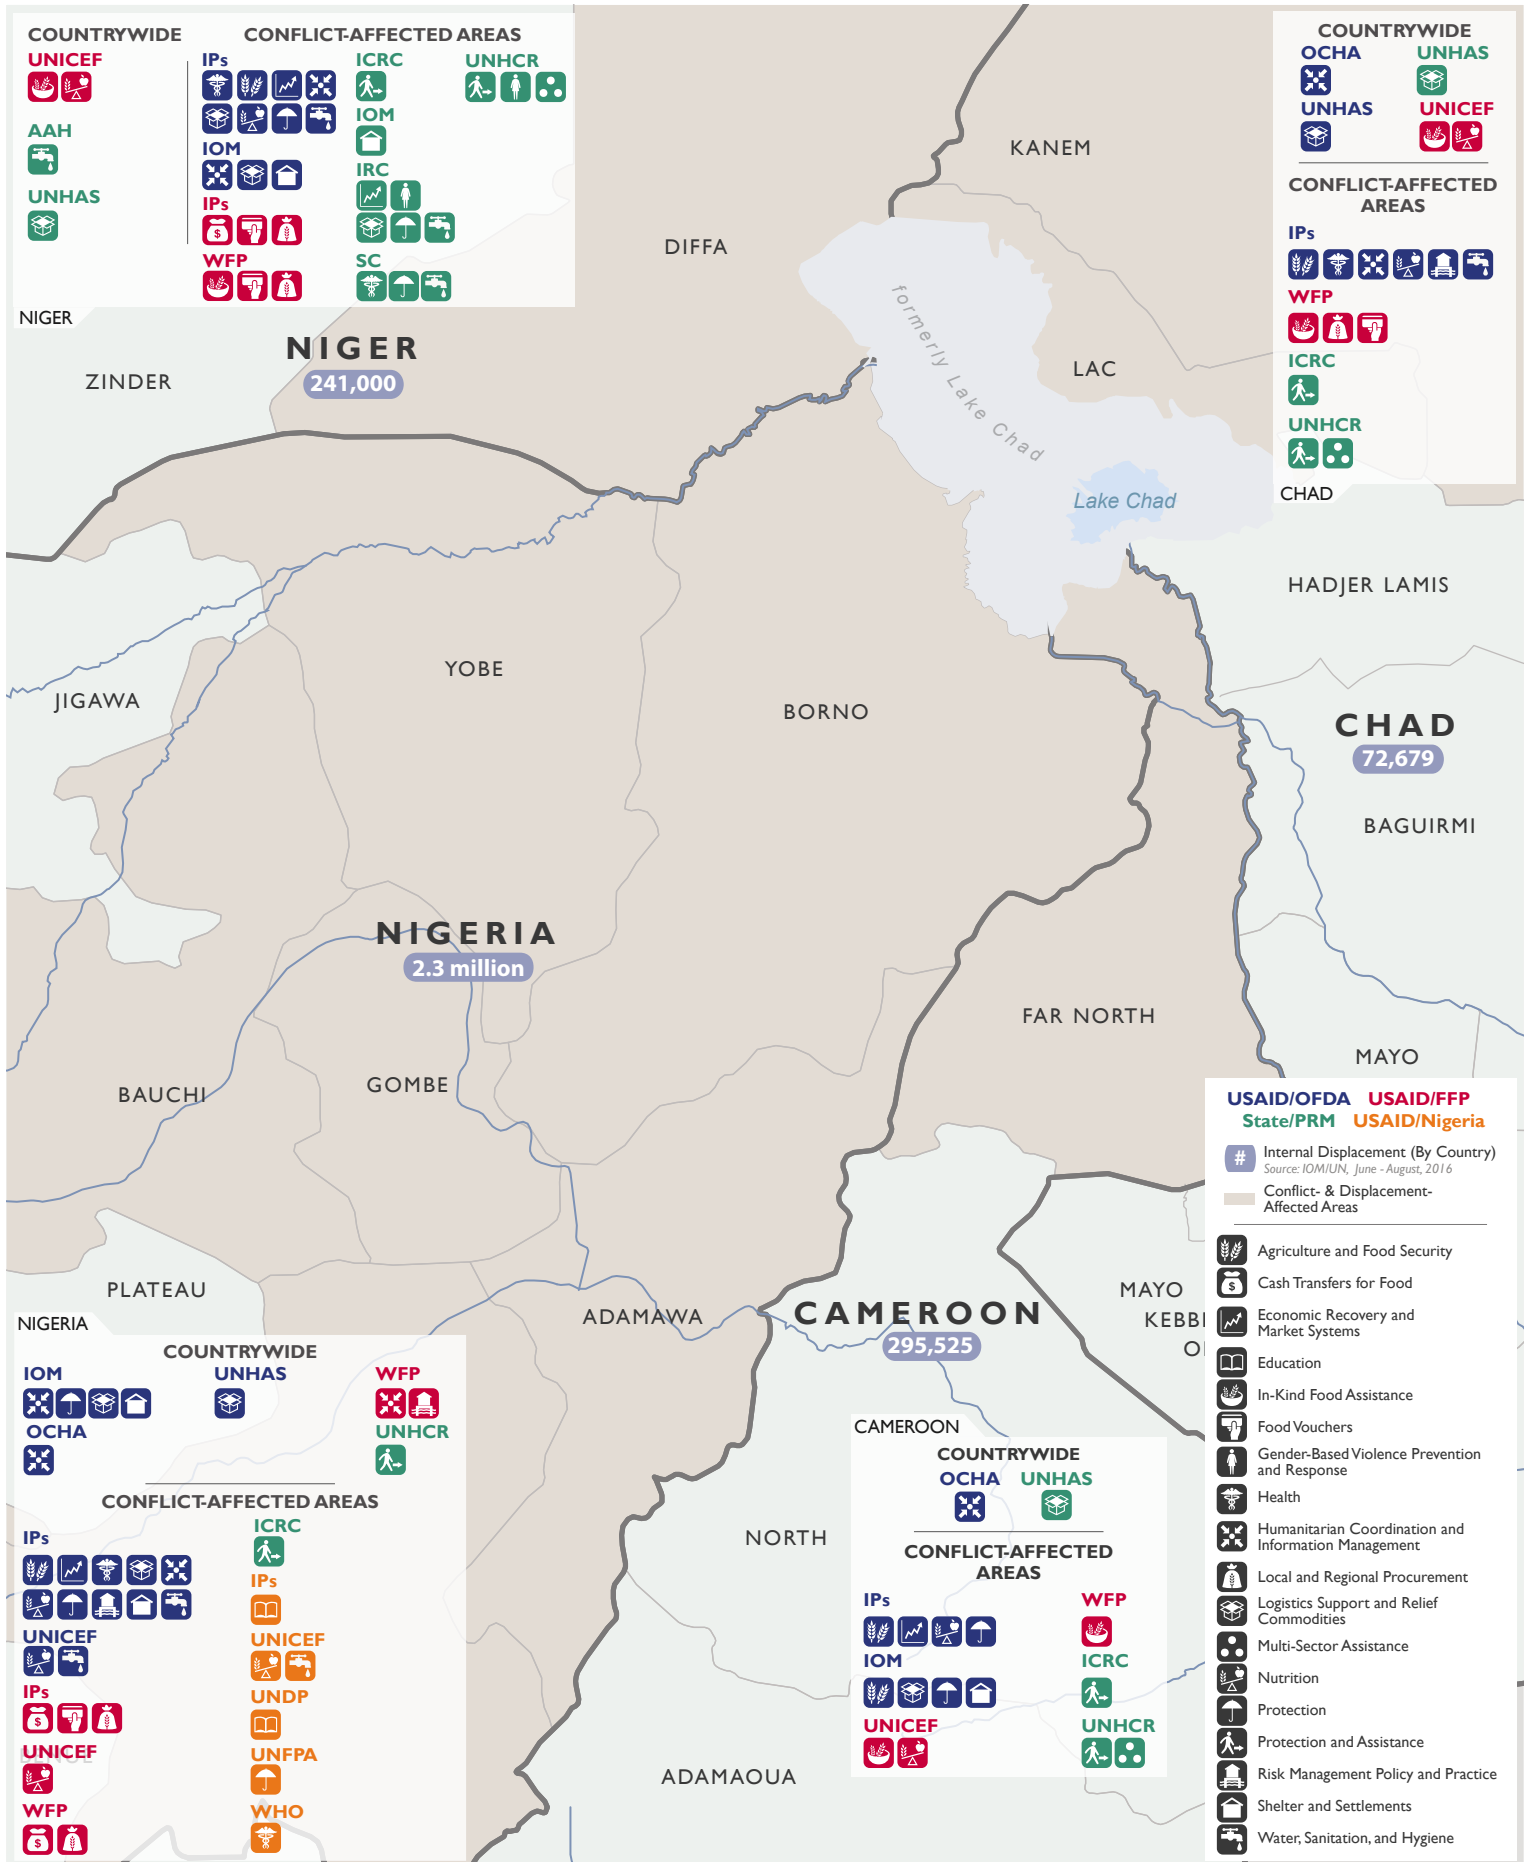 COUNTRYWIDE
UNICEF
AAH
UNHAS
CONFLICT-AFFECTED AREAS
IPs
IOM
IPs
$
WFP
ICRC
IOM
IRC
SC
UNHCR
NIGER
COUNTRYWIDE
OCHA
UNHAS
UNHAS
UNICEF
CONFLICT-AFFECTED
AREAS
IPs
WFP
ICRC
UNHCR
CHAD
KANEM
DIFFA
formerly Lake Chad
LAC
NIGER
241,000
ZINDER
Lake Chad
HADJER LAMIS
YOBE
JIGAWA
BORNO
CHAD
72,679
BAGUIRMI
NIGERIA
2.3 million
FAR NORTH
MAYO
GOMBE
BAUCHI
PLATEAU
ADAMAWA
CAMEROON
295,525
MAYO
KEBBI
NORTH
ADAMAOUA
NIGERIA
COUNTRYWIDE
IOM
UNHAS
WFP
OCHA
UNHCR
CONFLICT-AFFECTED AREAS
IPs
UNICEF
IPs
$
UNICEF
BENUE
WFP
$
ICRC
IPs
UNICEF
UNDP
UNFPA
WHO
CAMEROON
COUNTRYWIDE
OCHA
UNHAS
CONFLICT-AFFECTED
AREAS
IPs
IOM
UNICEF
WFP
ICRC
UNHCR
USAID/OFDA USAID/FFP
State/PRM USAID/Nigeria
# Internal Displacement (By Country)
Source: IOM/UN, June - August, 2016
Conflict- & Displacement-
Affected Areas
Agriculture and Food Security
$ Cash Transfers for Food
Economic Recovery and
Market Systems
Education
In-Kind Food Assistance
Food Vouchers
Gender-Based Violence Prevention
and Response
Health
Humanitarian Coordination and
Information Management
Local and Regional Procurement
Logistics Support and Relief
Commodities
Multi-Sector Assistance
Nutrition
Protection
Protection and Assistance
Risk Management Policy and Practice
Shelter and Settlements
Water, Sanitation, and Hygiene